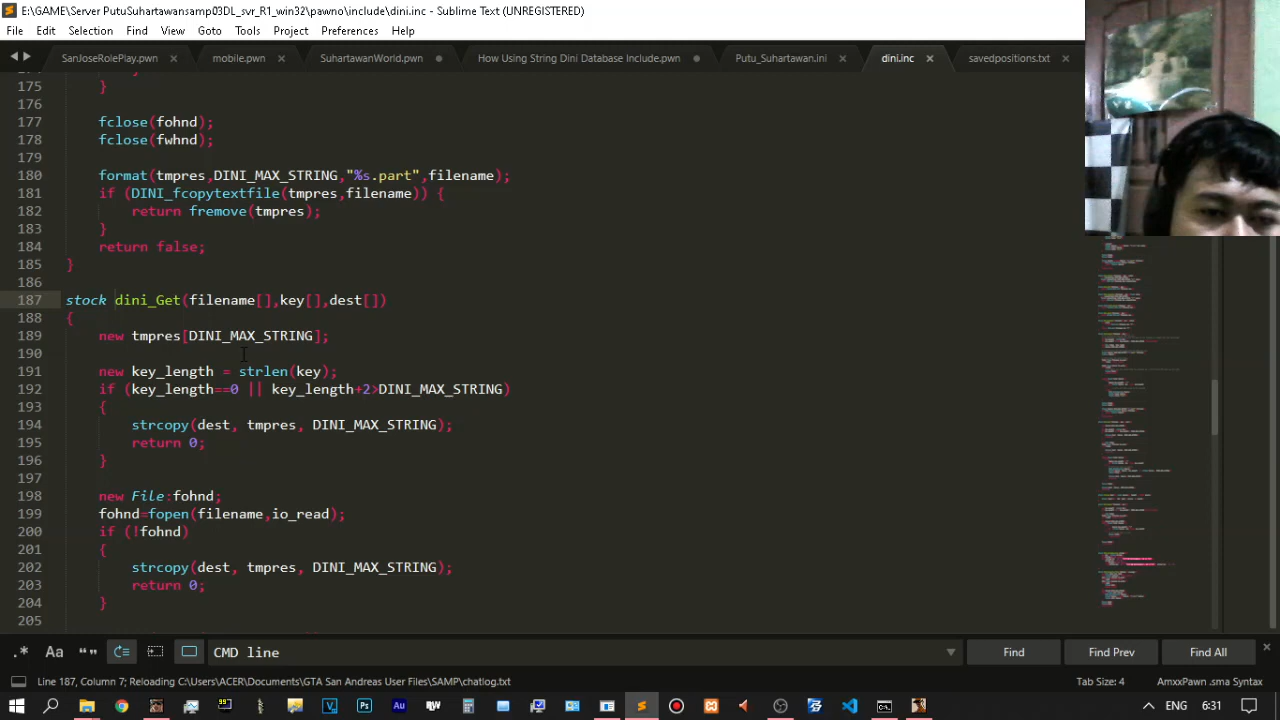 E:\GAME\Server PutuSuhartawansamp03DL_svr_R1_win32\pawno\include\dini.inc - Sublime Text (UNREGISTERED)
File Edit Selection Find View Goto Tools Project Preferences Help
SanJoseRolePlay.pwn × mobile.pwn × SuhartawanWorld.pwn How Using String Dini Database Include.pwn Putu_Suhartawan.ini × dini.inc × savedpositions.txt ×
175 }
176
177 fclose(fohnd);
178 fclose(fwhnd);
179
180 format(tmpres,DINI_MAX_STRING,"%s.part",filename);
181 if (DINI_fcopytextfile(tmpres,filename)) {
182 return fremove(tmpres);
183 }
184 return false;
185 }
186
187 stock dini_Get(filename[],key[],dest[])
188 {
189 new tmpres[DINI_MAX_STRING];
190
191 new key_length = strlen(key);
192 if (key_length==0 || key_length+2>DINI_MAX_STRING)
193 {
194 strcopy(dest, tmpres, DINI_MAX_STRING);
195 return 0;
196 }
197
198 new File:fohnd;
199 fohnd=fopen(filename,io_read);
200 if (!fohnd)
201 {
202 strcopy(dest, tmpres, DINI_MAX_STRING);
203 return 0;
204 }
205
.* Aa “” CMD line Find Find Prev Find All ×
Line 187, Column 7; Reloading C:\Users\ACER\Documents\GTA San Andreas User Files\SAMP\chatlog.txt Tab Size: 4 AmxxPawn .sma Syntax
ENG 6:31